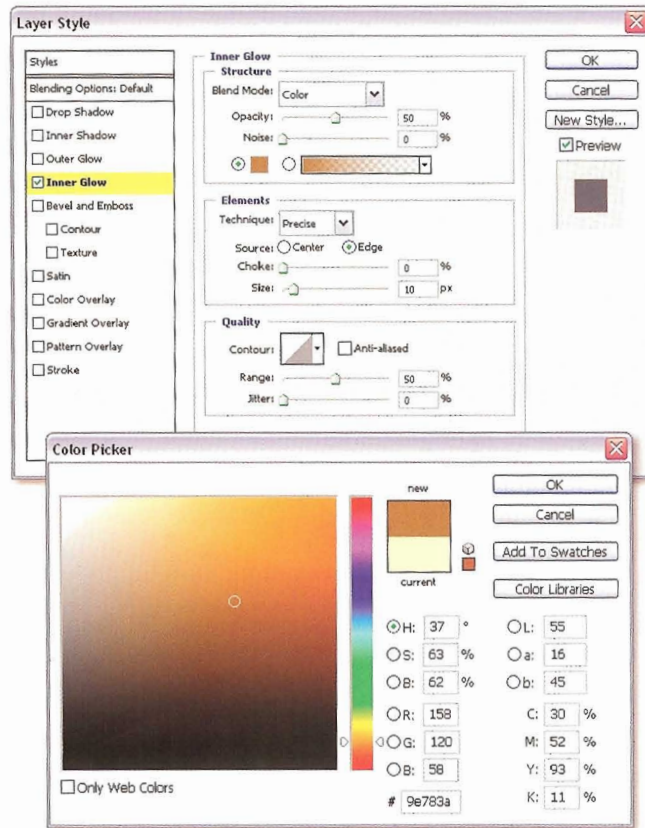 Layer Style
Styles
Blending Options: Default
Drop Shadow
Inner Shadow
Outer Glow
Inner Glow
Bevel and Emboss
Contour
Texture
Satin
Color Overlay
Gradient Overlay
Pattern Overlay
Stroke
Inner Glow
Structure
Blend Mode: Color
Opacity: 50 %
Noise: 0 %
Elements
Technique: Precise
Source: Center Edge
Choke: 0 %
Size: 10 px
Quality
Contour: Anti-aliased
Range: 50 %
Jitter: 0 %
OK
Cancel
New Style...
Preview
Color Picker
new
current
OK
Cancel
Add To Swatches
Color Libraries
H: 37 °
S: 63 %
B: 62 %
R: 158
G: 120
B: 58
# 9e783a
L: 55
a: 16
b: 45
C: 30 %
M: 52 %
Y: 93 %
K: 11 %
Only Web Colors